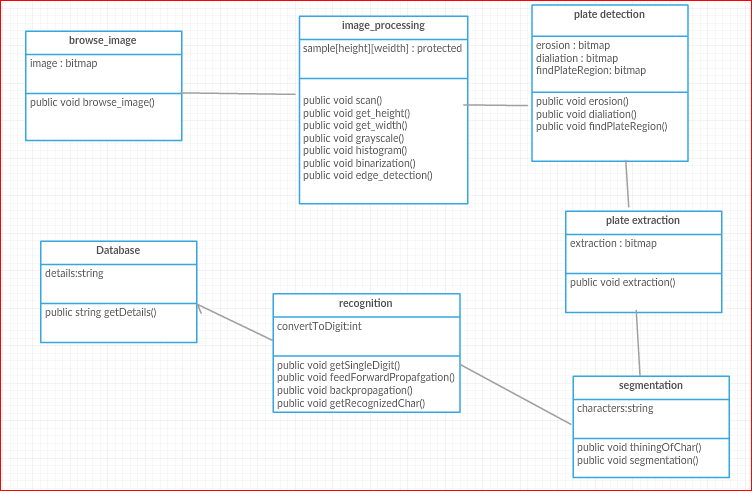 browse_image
image : bitmap
public void browse_image()
image_processing
sample[height][weidth] : protected
public void scan()
public void get_height()
public void get_width()
public void grayscale()
public void histogram()
public void binarization()
public void edge_detection()
plate detection
erosion : bitmap
dialiation : bitmap
findPlateRegion: bitmap
public void erosion()
public void dialiation()
public void findPlateRegion()
plate extraction
extraction : bitmap
public void extraction()
Database
details:string
public string getDetails()
recognition
convertToDigit:int
public void getSingleDigit()
public void feedForwardPropafgation()
public void backpropagation()
public void getRecognizedChar()
segmentation
characters:string
public void thiningOfChar()
public void segmentation()